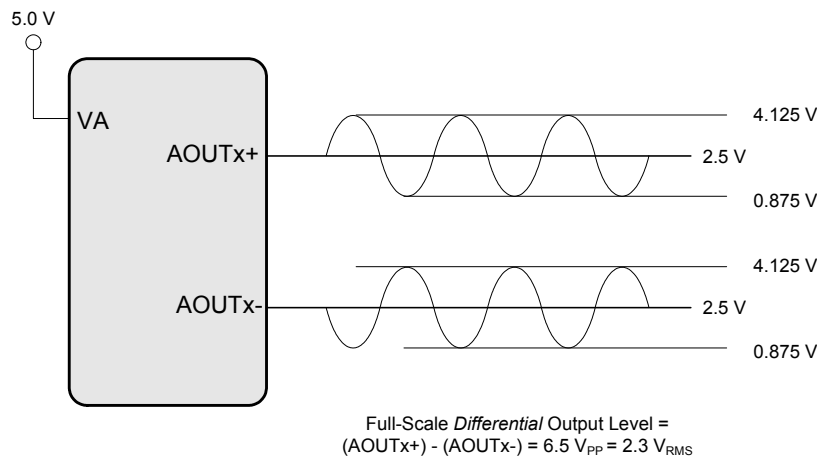 5.0 V
VA
AOUTx+
4.125 V
2.5 V
0.875 V
AOUTx-
4.125 V
2.5 V
0.875 V
Full-Scale Differential Output Level =
(AOUTx+) - (AOUTx-) = 6.5 VPP = 2.3 VRMS